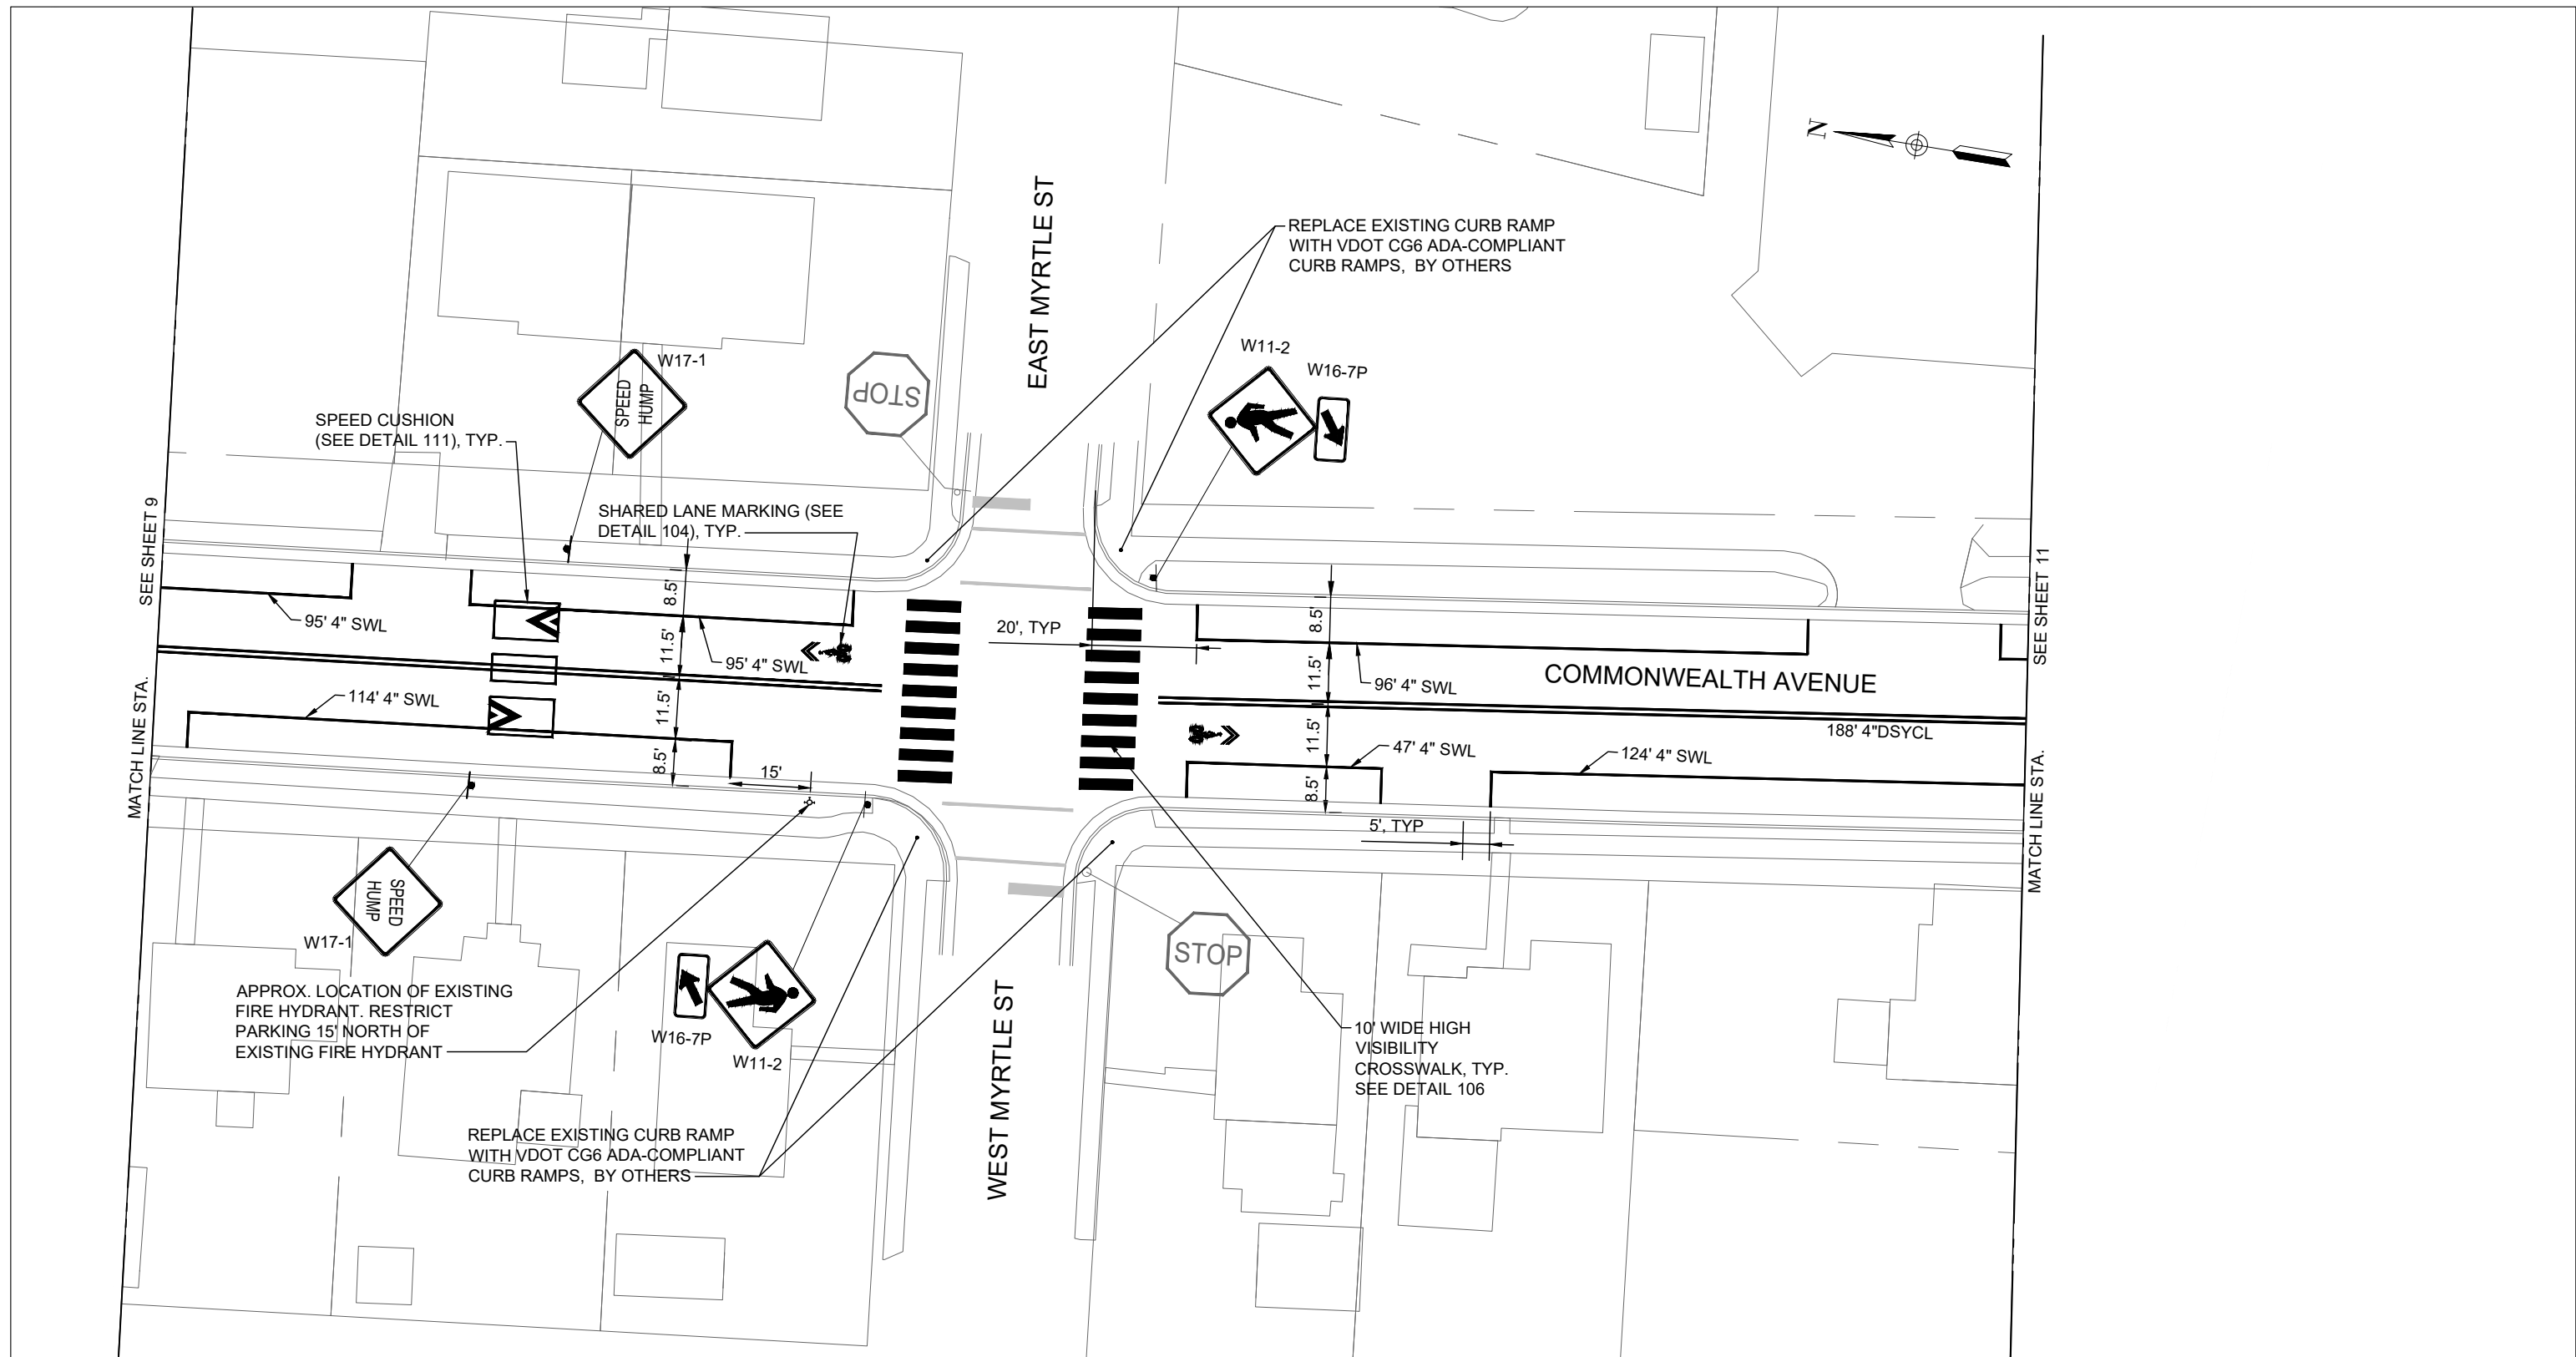 N
EAST MYRTLE ST
REPLACE EXISTING CURB RAMP
WITH VDOT CG6 ADA-COMPLIANT
CURB RAMPS,  BY OTHERS
W17-1
SPEED
HUMP
STOP
W11-2
W16-7P
SPEED CUSHION
(SEE DETAIL 111), TYP.
SHARED LANE MARKING (SEE
DETAIL 104), TYP.
SEE SHEET 9
MATCH LINE STA.
SEE SHEET 11
MATCH LINE STA.
95' 4" SWL
8.5'
11.5'
11.5'
8.5'
95' 4" SWL
114' 4" SWL
15'
20', TYP
8.5'
11.5'
11.5'
8.5'
96' 4" SWL
COMMONWEALTH AVENUE
188' 4"DSYCL
47' 4" SWL
124' 4" SWL
5', TYP
SPEED
HUMP
W17-1
STOP
APPROX. LOCATION OF EXISTING
FIRE HYDRANT. RESTRICT
PARKING 15' NORTH OF
EXISTING FIRE HYDRANT
W16-7P
W11-2
WEST MYRTLE ST
10' WIDE HIGH
VISIBILITY
CROSSWALK, TYP.
SEE DETAIL 106
REPLACE EXISTING CURB RAMP
WITH VDOT CG6 ADA-COMPLIANT
CURB RAMPS,  BY OTHERS